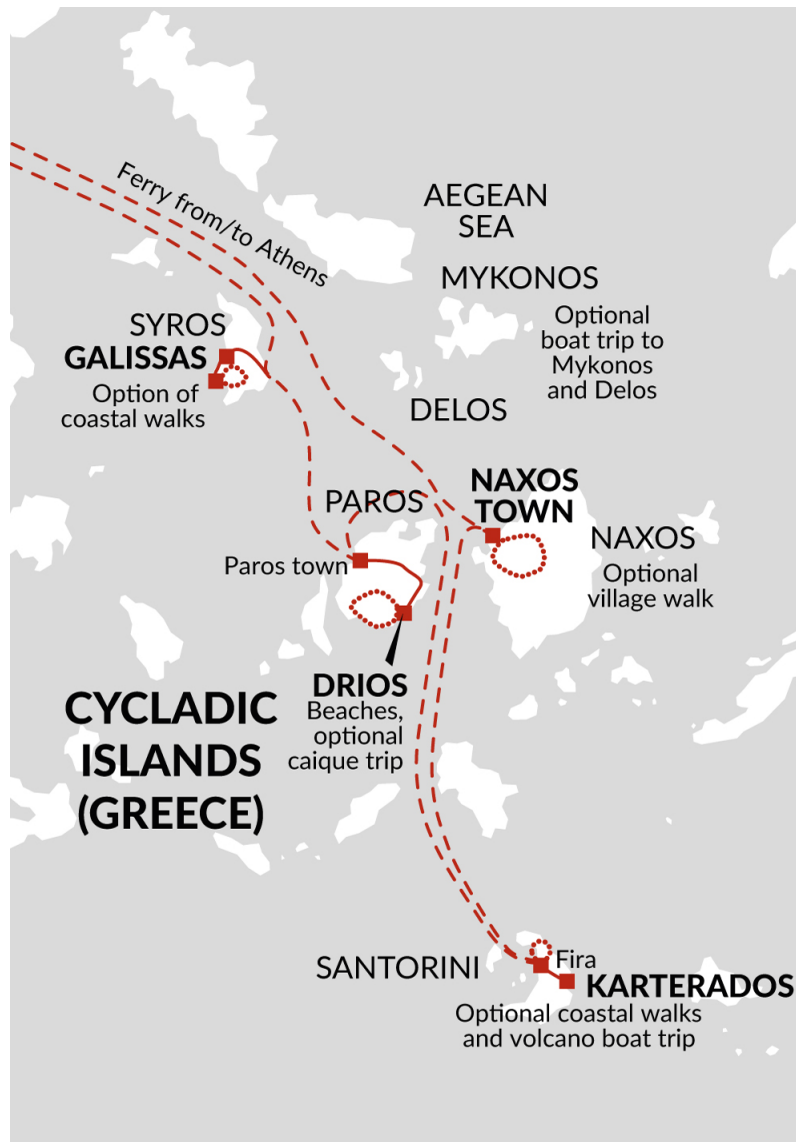 Ferry from/to Athens
AEGEAN
SEA
MYKONOS
Optional
boat trip to
Mykonos
and Delos
SYROS
GALISSAS
Option of
coastal walks
DELOS
NAXOS
TOWN
PAROS
NAXOS
Optional
village walk
Paros town
DRIOS
Beaches,
optional
caique trip
CYCLADIC
ISLANDS
(GREECE)
SANTORINI
Fira
KARTERADOS
Optional coastal walks
and volcano boat trip